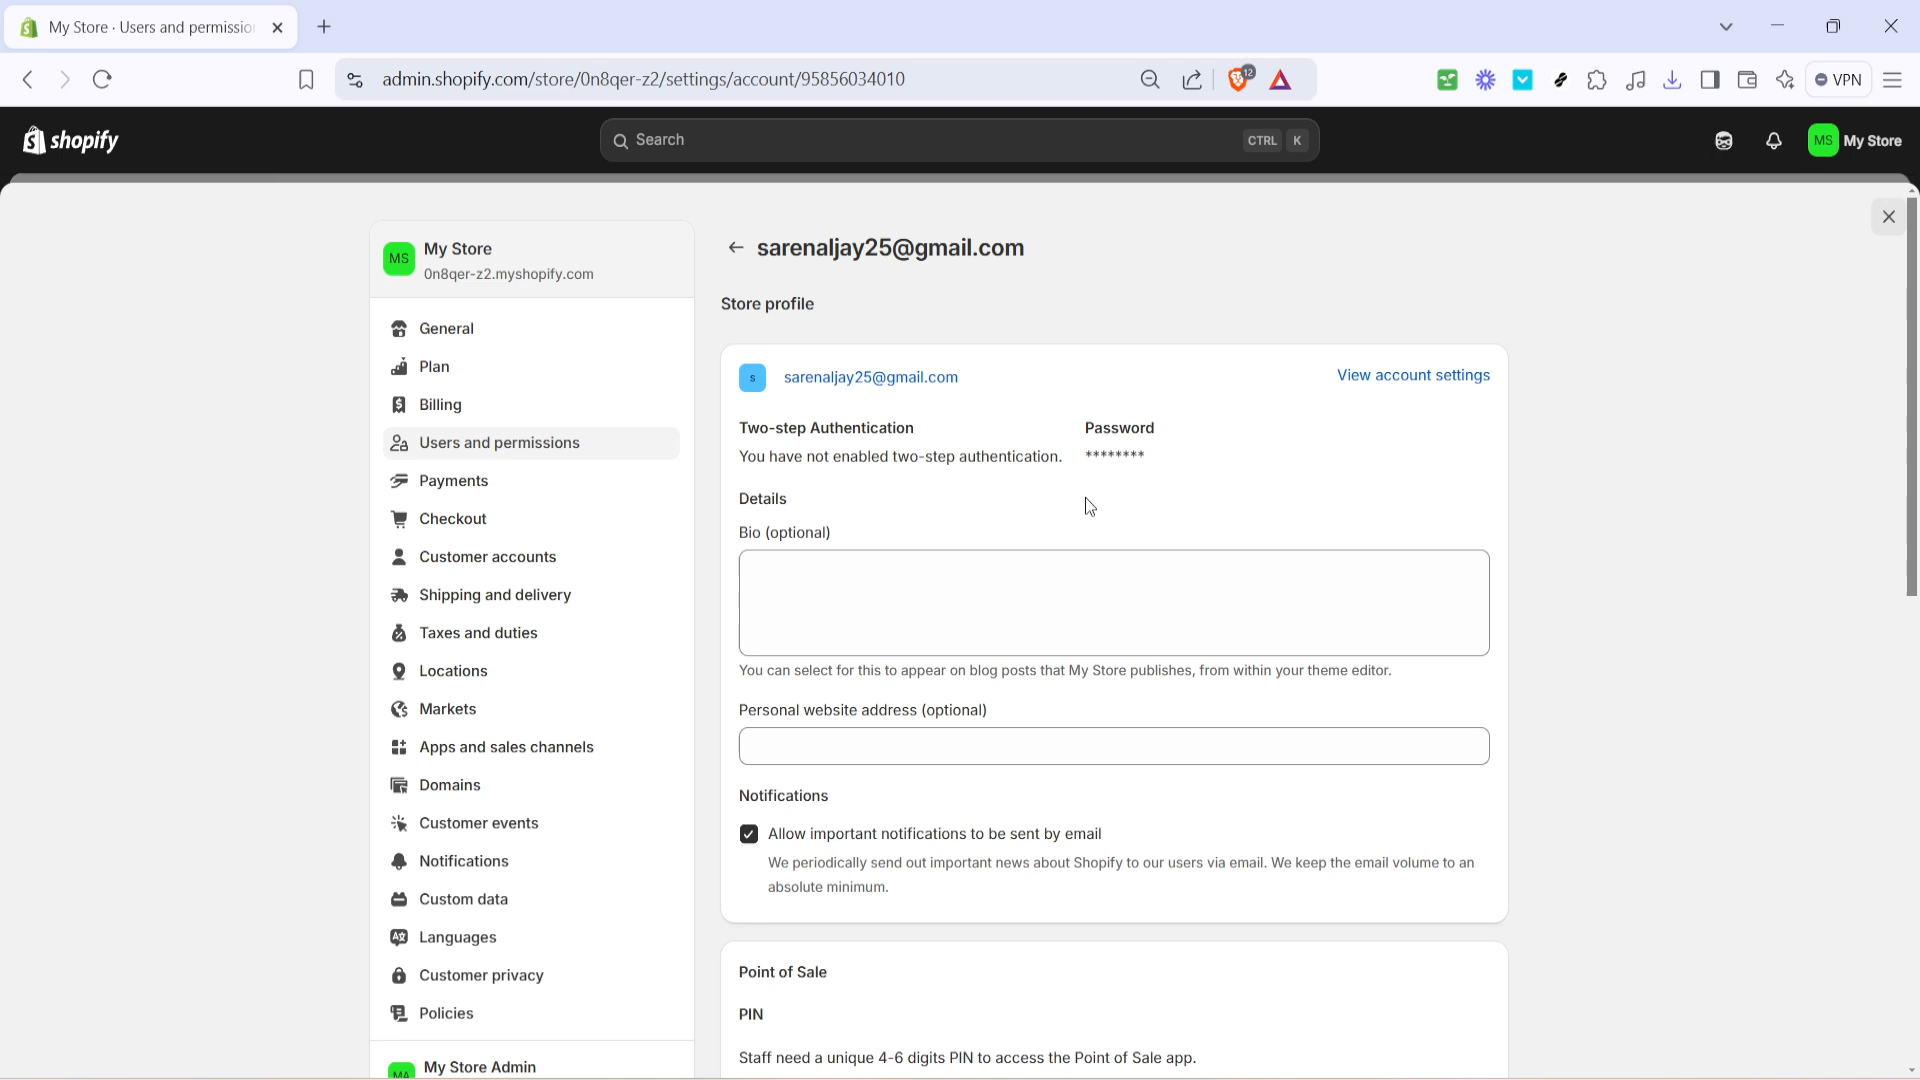 My Store · Users and permissio
admin.shopify.com/store/0n8qer-z2/settings/account/95856034010
12
VPN
shopify
Search
CTRL K
MS My Store
MS
My Store
0n8qer-z2.myshopify.com
General
Plan
Billing
Users and permissions
Payments
Checkout
Customer accounts
Shipping and delivery
Taxes and duties
Locations
Markets
Apps and sales channels
Domains
Customer events
Notifications
Custom data
Languages
Customer privacy
Policies
MA
My Store Admin
sarenaljay25@gmail.com
Store profile
s sarenaljay25@gmail.com
View account settings
Two-step Authentication
You have not enabled two-step authentication.
Password
********
Details
Bio (optional)
You can select for this to appear on blog posts that My Store publishes, from within your theme editor.
Personal website address (optional)
Notifications
Allow important notifications to be sent by email
We periodically send out important news about Shopify to our users via email. We keep the email volume to an
absolute minimum.
Point of Sale
PIN
Staff need a unique 4-6 digits PIN to access the Point of Sale app.